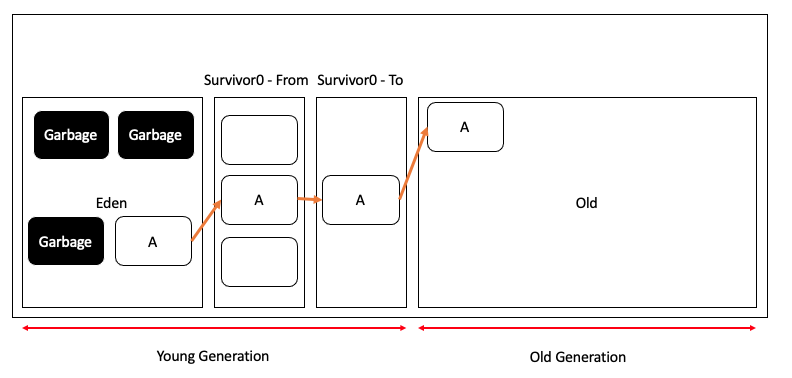 Survivor0 - From
Survivor0 - To
Garbage
Garbage
A
Eden
A
A
Old
Garbage
A
Young Generation
Old Generation